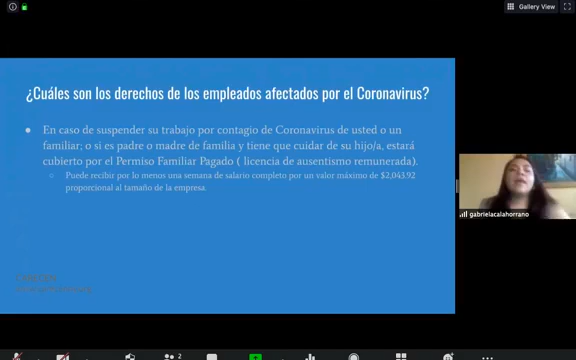 Gallery View
¿Cuáles son los derechos de los empleados afectados por el Coronavirus?
● En caso de suspender su trabajo por contagio de Coronavirus de usted o un
familiar; o si es padre o madre de familia y tiene que cuidar de su hijo/a, estará
cubierto por el Permiso Familiar Pagado ( licencia de ausentismo remunerada).
○ Puede recibir por lo menos una semana de salario completo por un valor máximo de $2,043.92
proporcional al tamaño de la empresa.
gabrielacalahorrano
2